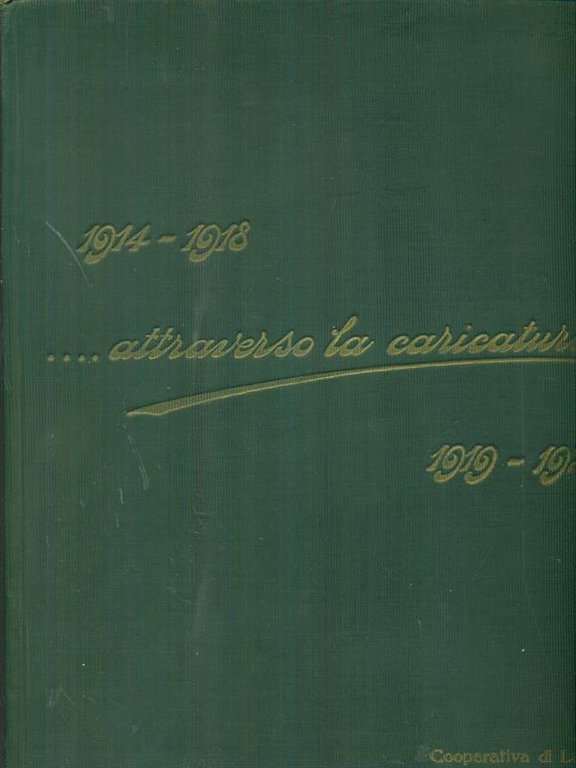 1914 - 1918
.... attraverso la caricatur
1919 - 19
Cooperativa di L